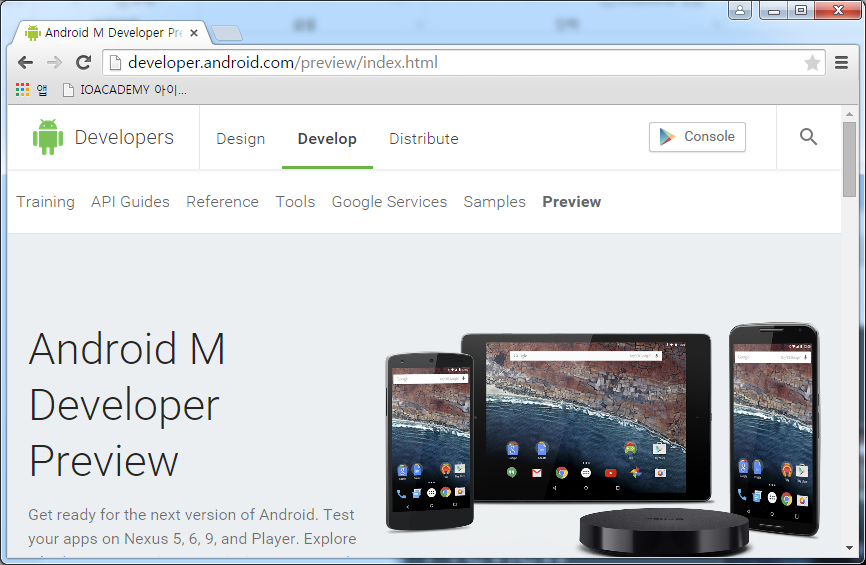 Android M Developer Pre
developer.android.com/preview/index.html
앱 IOACADEMY 아이...
Developers Design Develop Distribute Console
Training API Guides Reference Tools Google Services Samples Preview
Android M
Developer
Preview
Get ready for the next version of Android. Test
your apps on Nexus 5, 6, 9, and Player. Explore